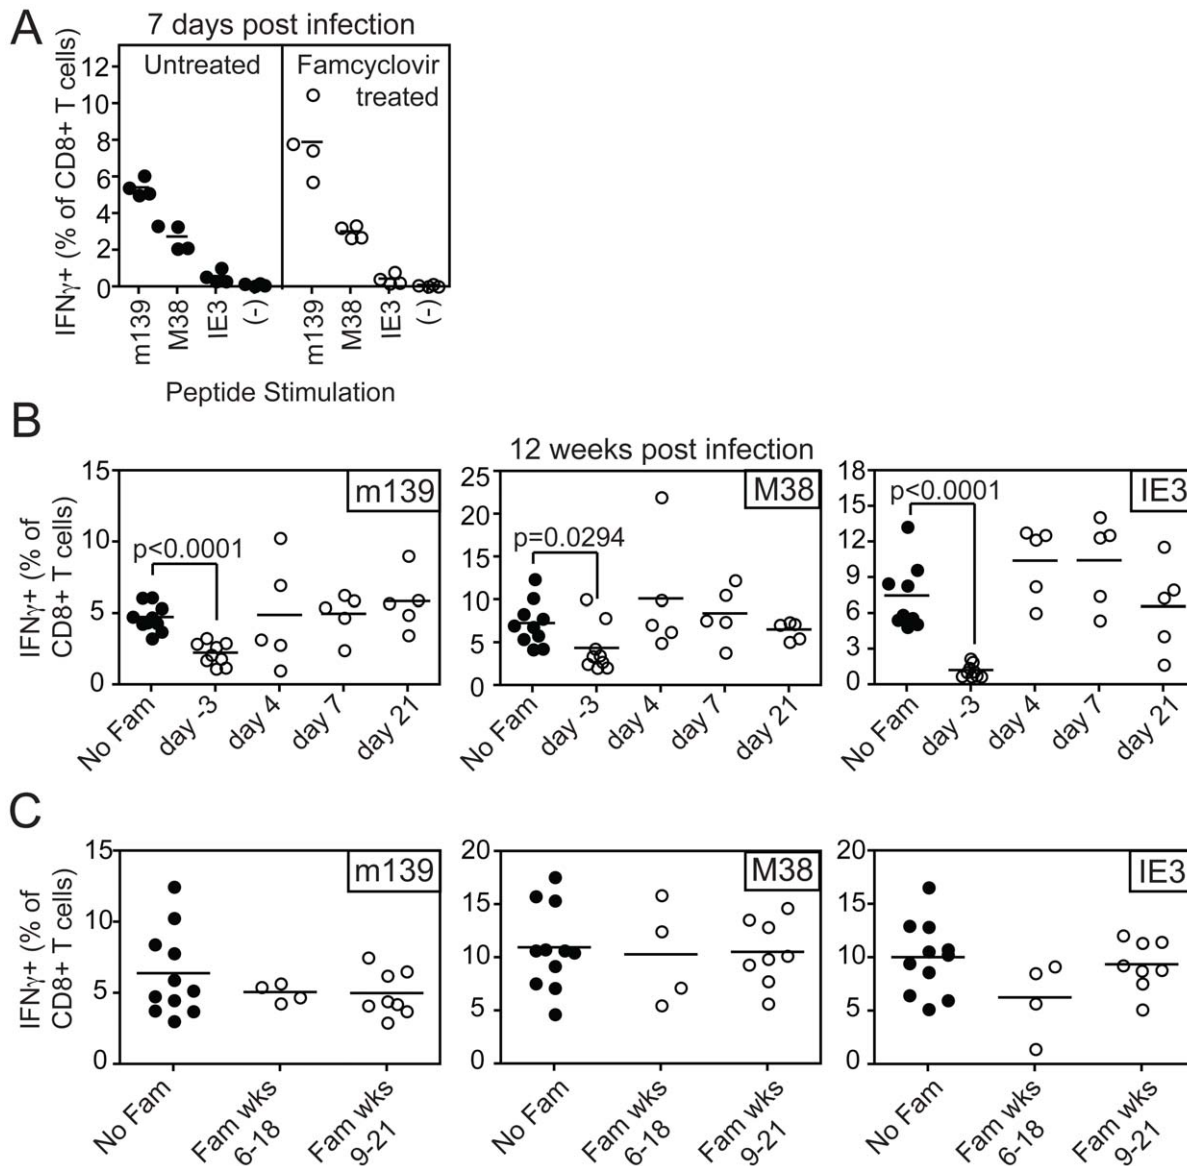 A
7 days post infection
Untreated
Famcyclovir
treated
IFNγ+ (% of CD8+ T cells)
12
10
8
6
4
2
0
m139
M38
IE3
(-)
m139
M38
IE3
(-)
Peptide Stimulation
B
12 weeks post infection
IFNγ+ (% of
CD8+ T cells)
15
10
5
0
m139
p<0.0001
No Fam
day -3
day 4
day 7
day 21
25
20
15
10
5
0
M38
p=0.0294
No Fam
day -3
day 4
day 7
day 21
18
15
12
9
6
3
0
IE3
p<0.0001
No Fam
day -3
day 4
day 7
day 21
C
IFNγ+ (% of
CD8+ T cells)
15
10
5
0
m139
No Fam
Fam wks
6-18
Fam wks
9-21
20
15
10
5
0
M38
No Fam
Fam wks
6-18
Fam wks
9-21
20
15
10
5
0
IE3
No Fam
Fam wks
6-18
Fam wks
9-21